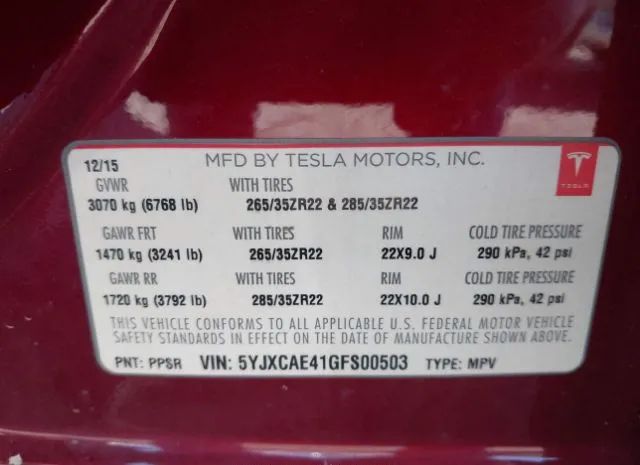 12/15 MFD BY TESLA MOTORS, INC.
GVWR WITH TIRES
3070 kg (6768 lb) 265/35ZR22 & 285/35ZR22
TESLA
GAWR FRT WITH TIRES RIM COLD TIRE PRESSURE
1470 kg (3241 lb) 265/35ZR22 22X9.0 J 290 kPa, 42 psi
GAWR RR WITH TIRES RIM COLD TIRE PRESSURE
1720 kg (3792 lb) 285/35ZR22 22X10.0 J 290 kPa, 42 psi
THIS VEHICLE CONFORMS TO ALL APPLICABLE U.S. FEDERAL MOTOR VEHICLE
SAFETY STANDARDS IN EFFECT ON THE DATE OF MANUFACTURE SHOWN ABOVE.
PNT: PPSR VIN: 5YJXCAE41GFS00503 TYPE: MPV